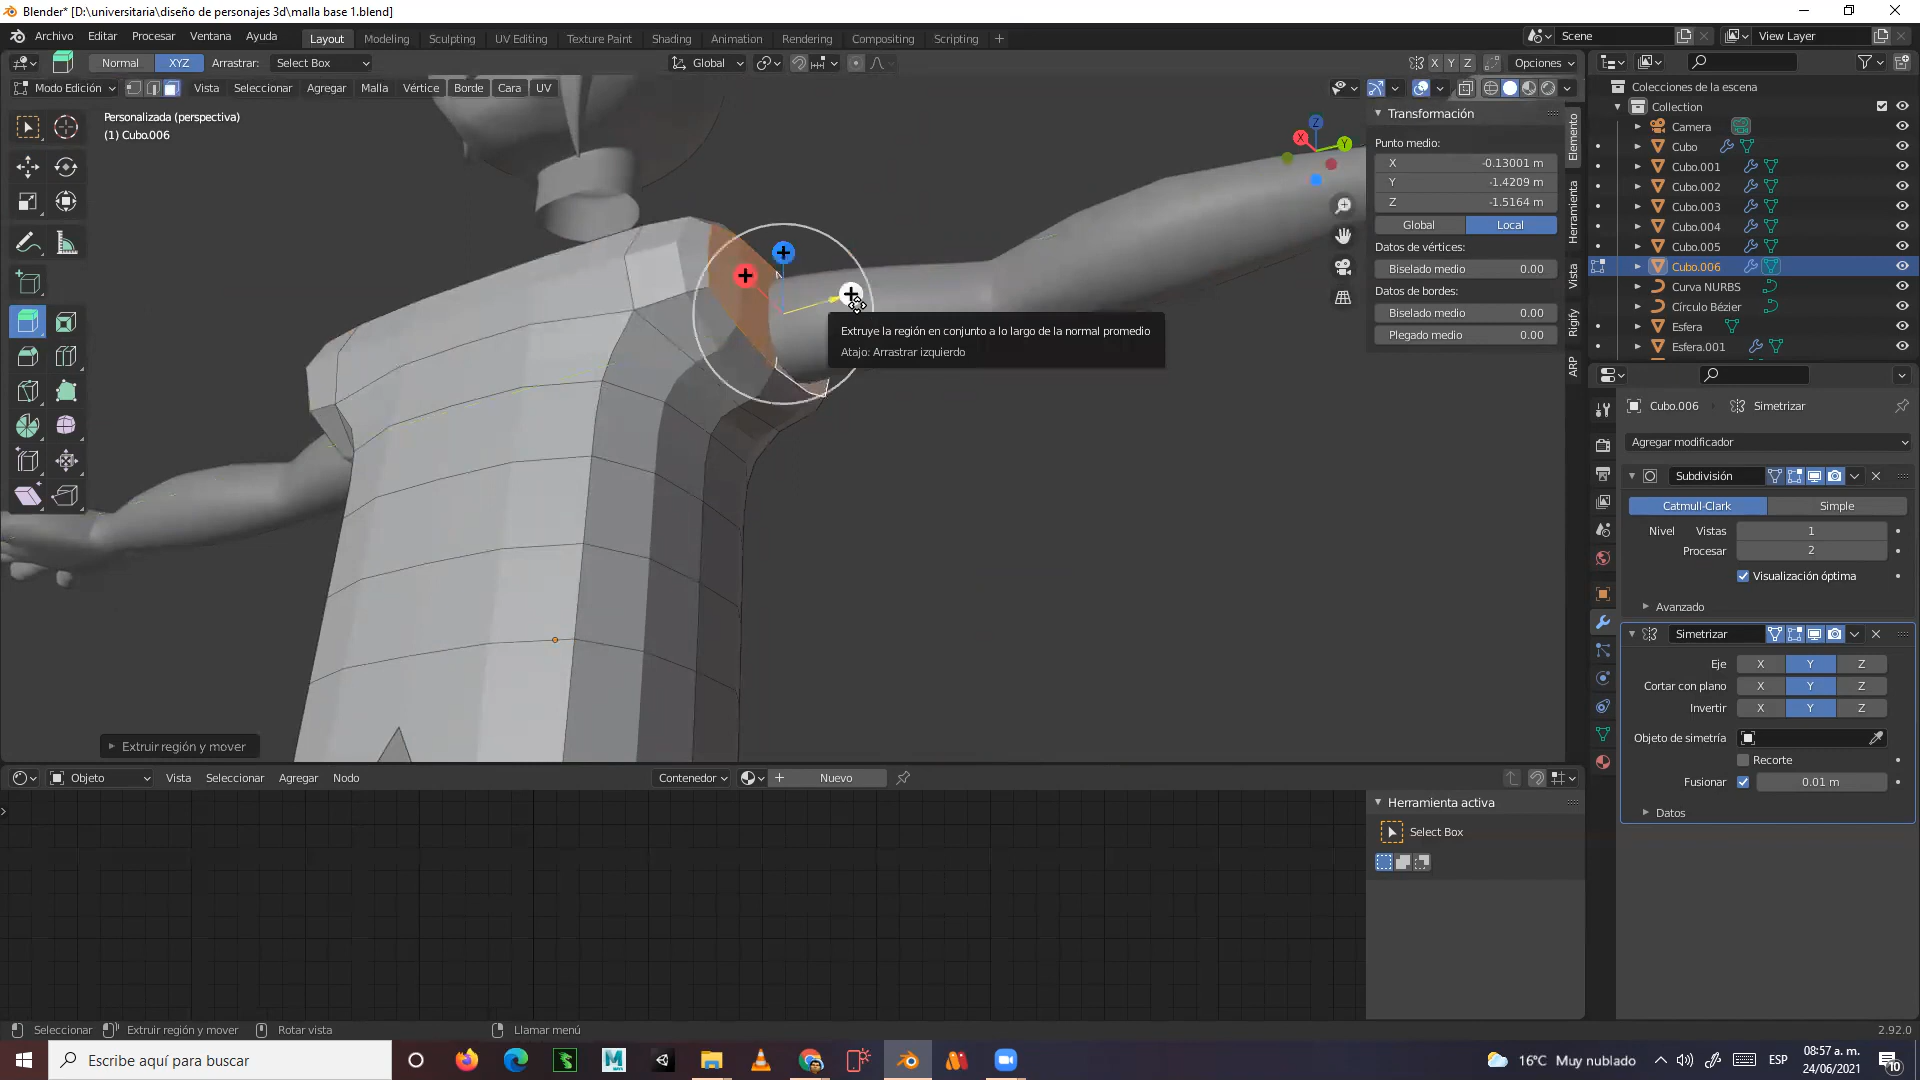 Blender* [D:\universitaria\diseño de personajes 3d\malla base 1.blend]
Archivo Editar Procesar Ventana Ayuda Layout Modeling Sculpting UV Editing Texture Paint Shading Animation Rendering Compositing Scripting + Scene View Layer
Normal XYZ Arrastrar: Select Box Global X Y Z Opciones
Modo Edición Vista Seleccionar Agregar Malla Vértice Borde Cara UV
Personalizada (perspectiva)
(1) Cubo.006
Z
X
Y
Transformación
Punto medio:
X -0.13001 m
Y -1.4209 m
Z -1.5164 m
Global Local
Datos de vértices:
Biselado medio 0.00
Datos de bordes:
Biselado medio 0.00
Plegado medio 0.00
Elemento
Herramienta
Vista
Rigify
ARP
Extruye la región en conjunto a lo largo de la normal promedio
Atajo: Arrastrar izquierdo
Extruir región y mover
Colecciones de la escena
Collection
Camera
Cubo
Cubo.001
Cubo.002
Cubo.003
Cubo.004
Cubo.005
Cubo.006
Curva NURBS
Círculo Bézier
Esfera
Esfera.001
Cubo.006 Simetrizar
Agregar modificador
Subdivisión
Catmull-Clark Simple
Nivel Vistas 1
Procesar 2
Visualización óptima
Avanzado
Simetrizar
Eje X Y Z
Cortar con plano X Y Z
Invertir X Y Z
Objeto de simetría
Recorte
Fusionar 0.01 m
Datos
Objeto Vista Seleccionar Agregar Nodo Contenedor Nuevo
Herramienta activa
Select Box
Seleccionar Extruir región y mover Rotar vista Llamar menú 2.92.0
Escribe aquí para buscar
16°C Muy nublado ESP
08:57 a. m.
24/06/2021
10